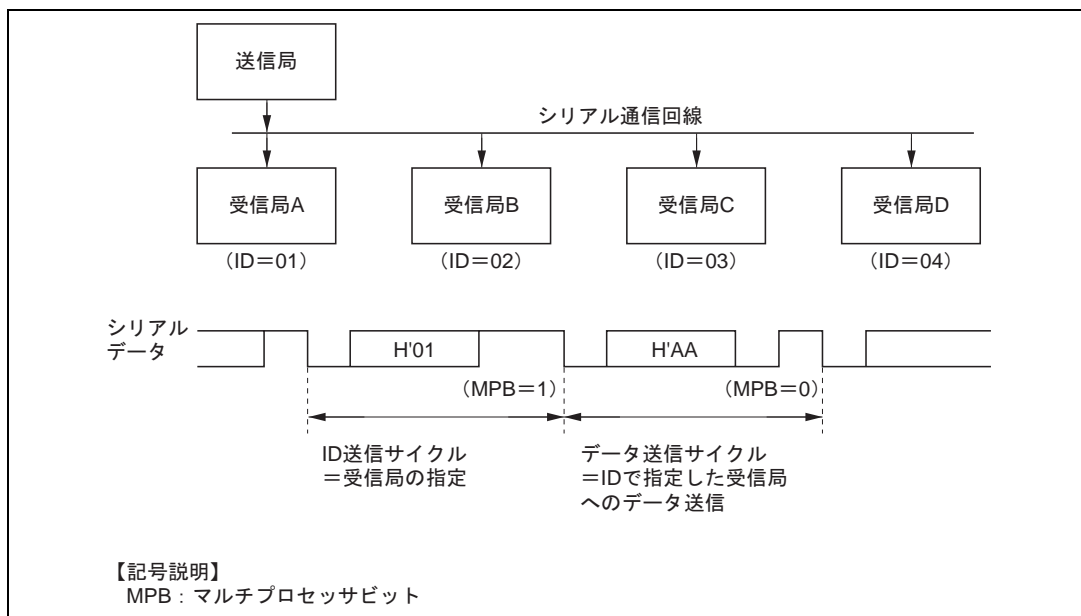 送信局
シリアル通信回線
受信局A 受信局B 受信局C 受信局D
（ID＝01） （ID＝02） （ID＝03） （ID＝04）
シリアル
データ
H'01 H'AA
（MPB＝1） （MPB＝0）
ID送信サイクル
＝受信局の指定
データ送信サイクル
＝IDで指定した受信局
へのデータ送信
【記号説明】
MPB：マルチプロセッサビット